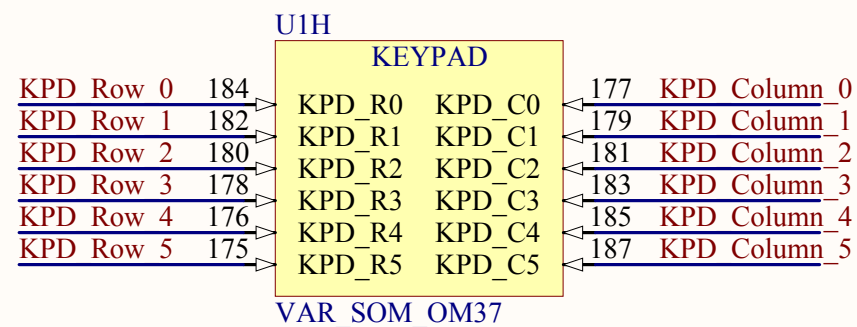 U1H
KEYPAD
KPD_Row_0 184 KPD_R0 KPD_C0 177 KPD_Column_0
KPD_Row_1 182 KPD_R1 KPD_C1 179 KPD_Column_1
KPD_Row_2 180 KPD_R2 KPD_C2 181 KPD_Column_2
KPD_Row_3 178 KPD_R3 KPD_C3 183 KPD_Column_3
KPD_Row_4 176 KPD_R4 KPD_C4 185 KPD_Column_4
KPD_Row_5 175 KPD_R5 KPD_C5 187 KPD_Column_5
VAR_SOM_OM37